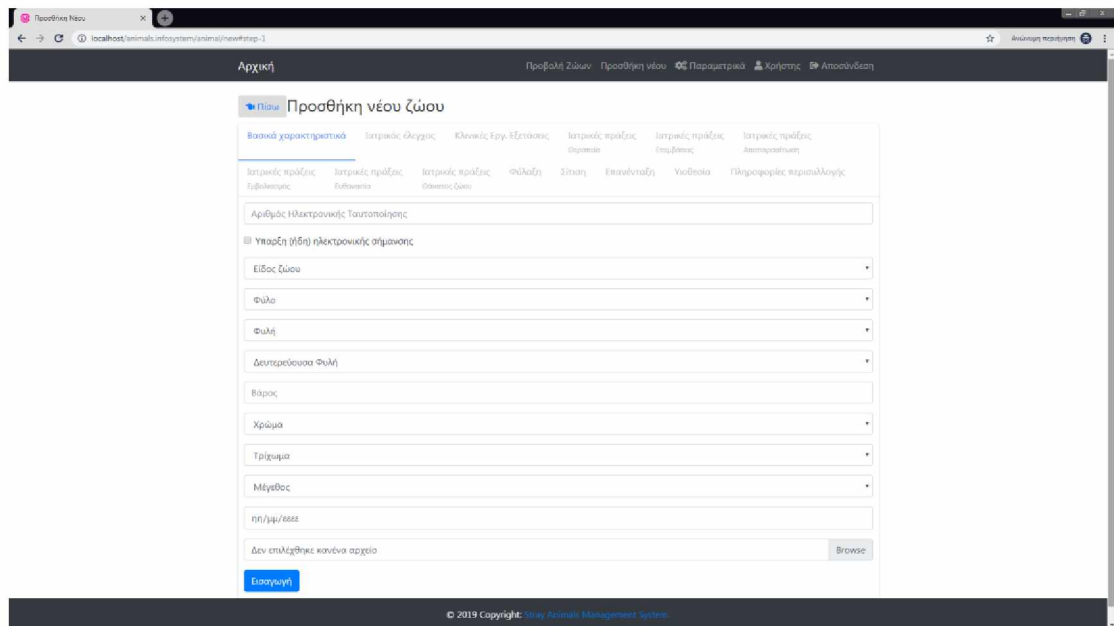 Προσθήκη Νέου
localhost/animals.infosystem/animal/new#step-1
Ανώνυμη περιήγηση
Αρχική
Προβολή Ζώων Προσθήκη νέου Παραμετρικά Χρήστης Αποσύνδεση
Πίσω Προσθήκη νέου ζώου
Βασικά χαρακτηριστικά Ιατρικός έλεγχος Κλινικές Εργ. Εξετάσεις Ιατρικές πράξεις Ιατρικές πράξεις Ιατρικές πράξεις
Θεραπεία Επεμβάσεις Αποπαρασίτωση
Ιατρικές πράξεις Ιατρικές πράξεις Ιατρικές πράξεις Φύλαξη Σίτιση Επανένταξη Υιοθεσία Πληροφορίες περισυλλογής
Εμβολιασμός Ευθανασία Θάνατος ζώου
Αριθμός Ηλεκτρονικής Ταυτοποίησης
Υπαρξη (ήδη) ηλεκτρονικής σήμανσης
Είδος ζώου
Φύλο
Φυλή
Δευτερεύουσα Φυλή
Βάρος
Χρώμα
Τρίχωμα
Μέγεθος
ηη/μμ/εεεε
Δεν επιλέχθηκε κανένα αρχείο Browse
Εισαγωγή
© 2019 Copyright: Stray Animals Management System